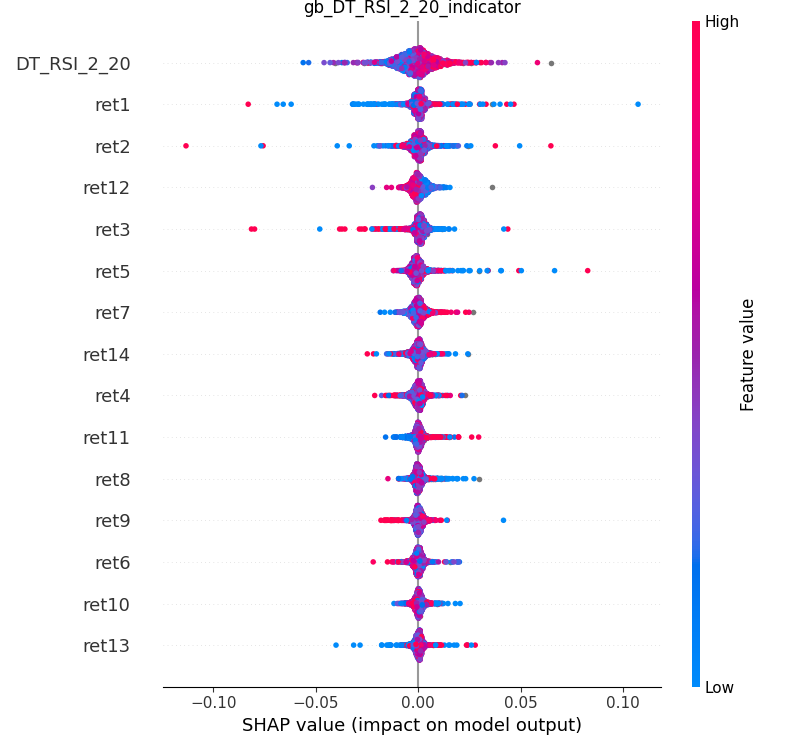 gb_DT_RSI_2_20_indicator
High
DT_RSI_2_20
ret1
ret2
ret12
ret3
ret5
ret7
ret14
ret4
ret11
ret8
ret9
ret6
ret10
ret13
Feature value
Low
−0.10
−0.05
0.00
0.05
0.10
SHAP value (impact on model output)